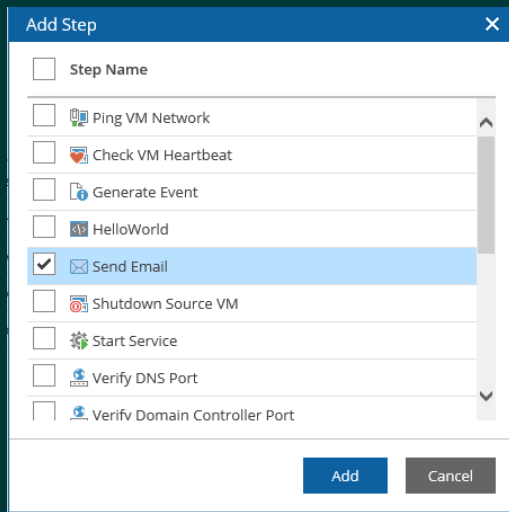 Add Step
Step Name
Ping VM Network
Check VM Heartbeat
Generate Event
HelloWorld
Send Email
Shutdown Source VM
Start Service
Verify DNS Port
Verify Domain Controller Port
Add
Cancel